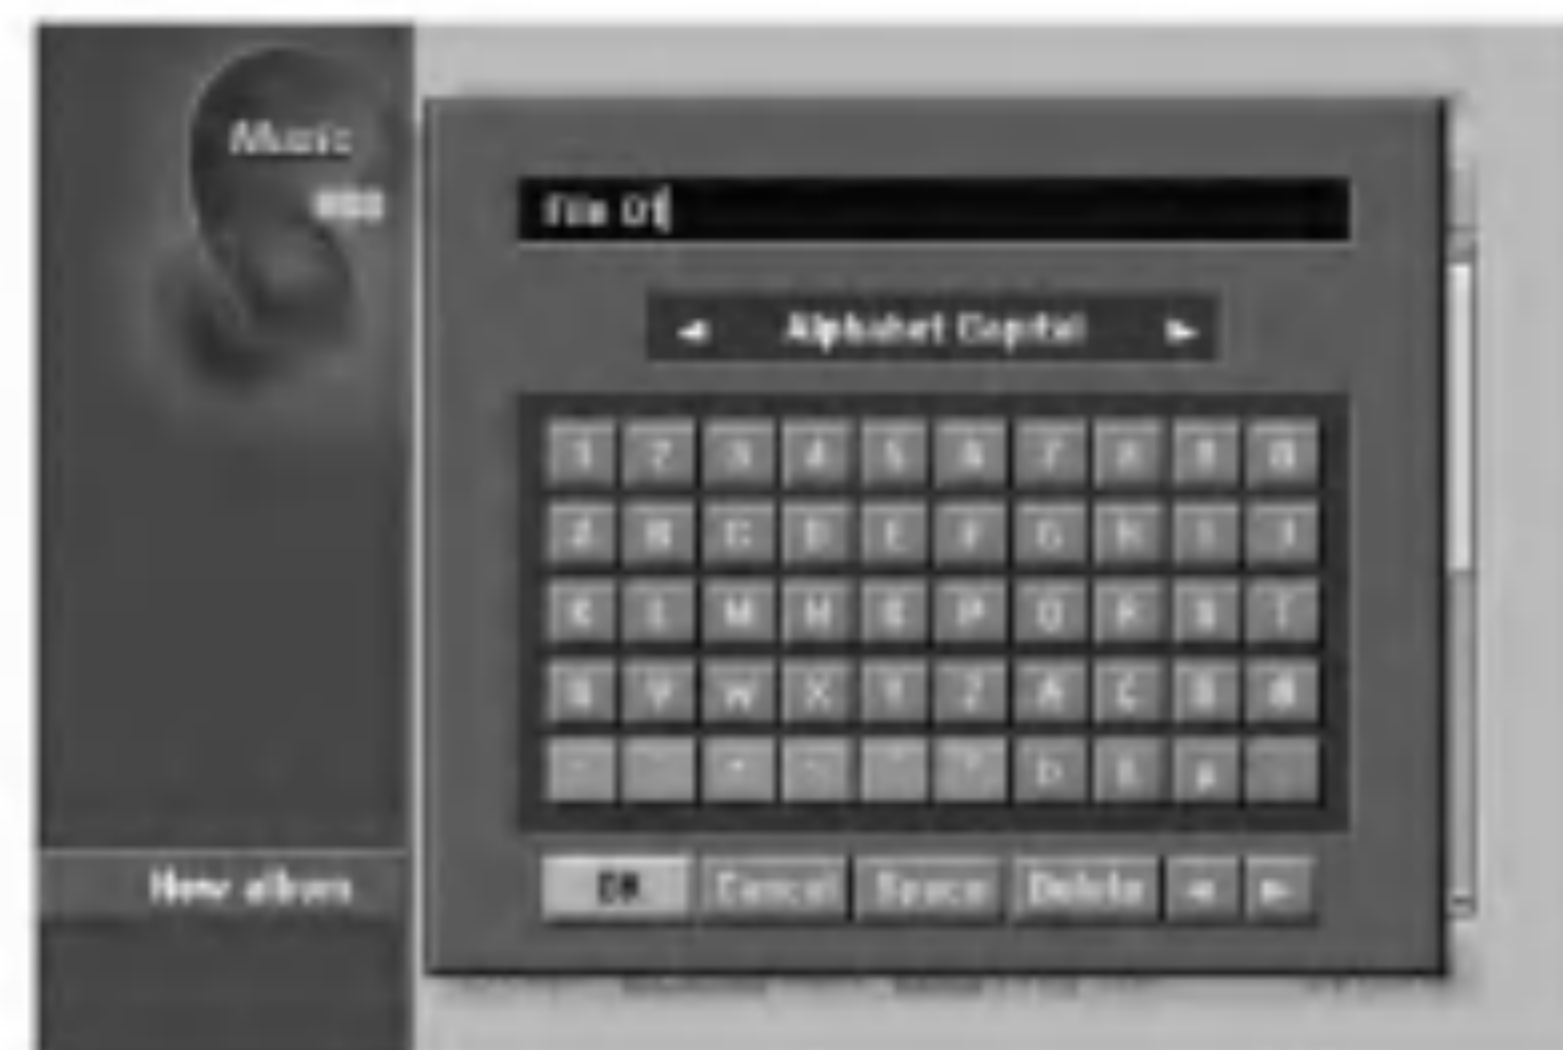 Music
HDD
File 01
◄ Alphabet Capital ►
1 2 3 4 5 6 7 8 9 0
A B C D E F G H I J
K L M N O P Q R S T
U V W X Y Z
New album
OK Cancel Space Delete ◄ ►